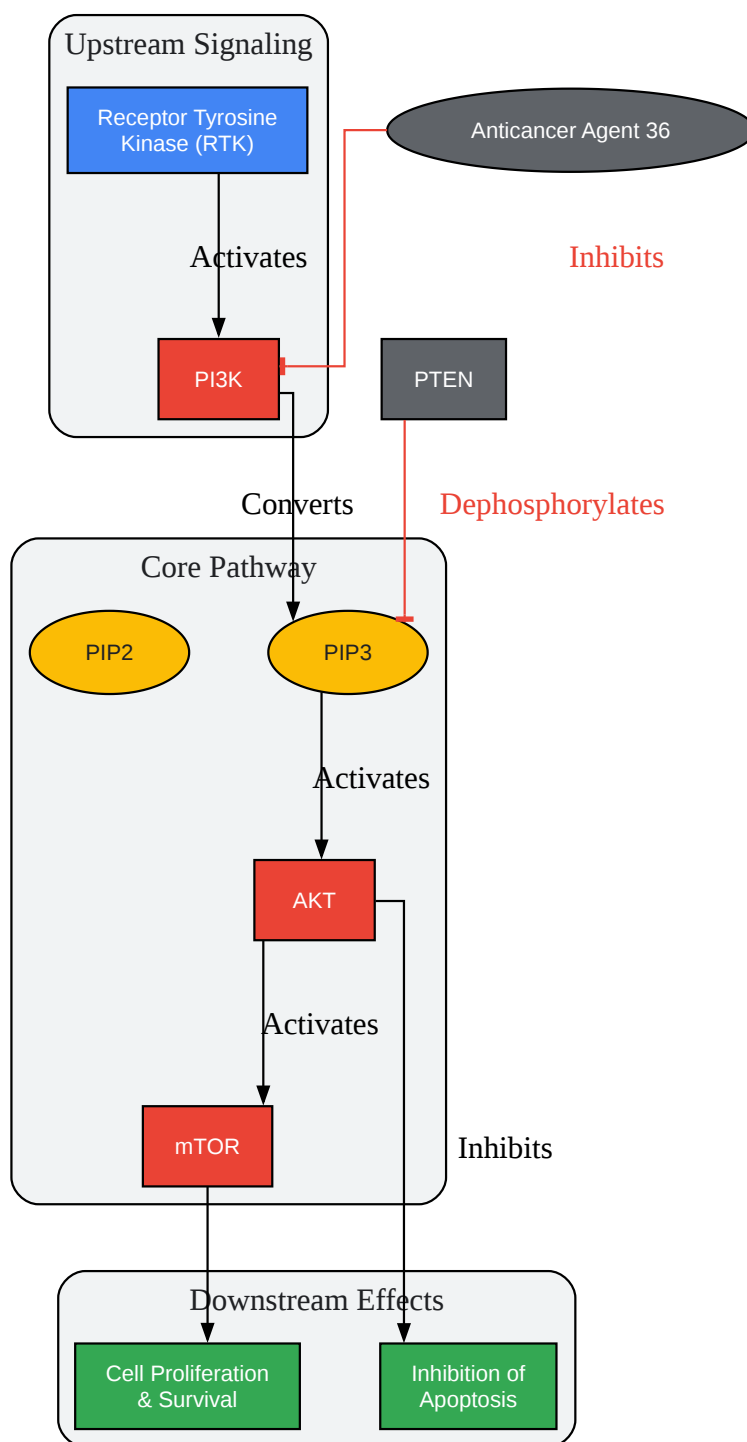 Upstream Signaling
Receptor Tyrosine
Kinase (RTK)
Anticancer Agent 36
Activates
Inhibits
PI3K
PTEN
Converts
Dephosphorylates
Core Pathway
PIP2
PIP3
Activates
AKT
Activates
mTOR
Inhibits
Downstream Effects
Cell Proliferation
& Survival
Inhibition of
Apoptosis